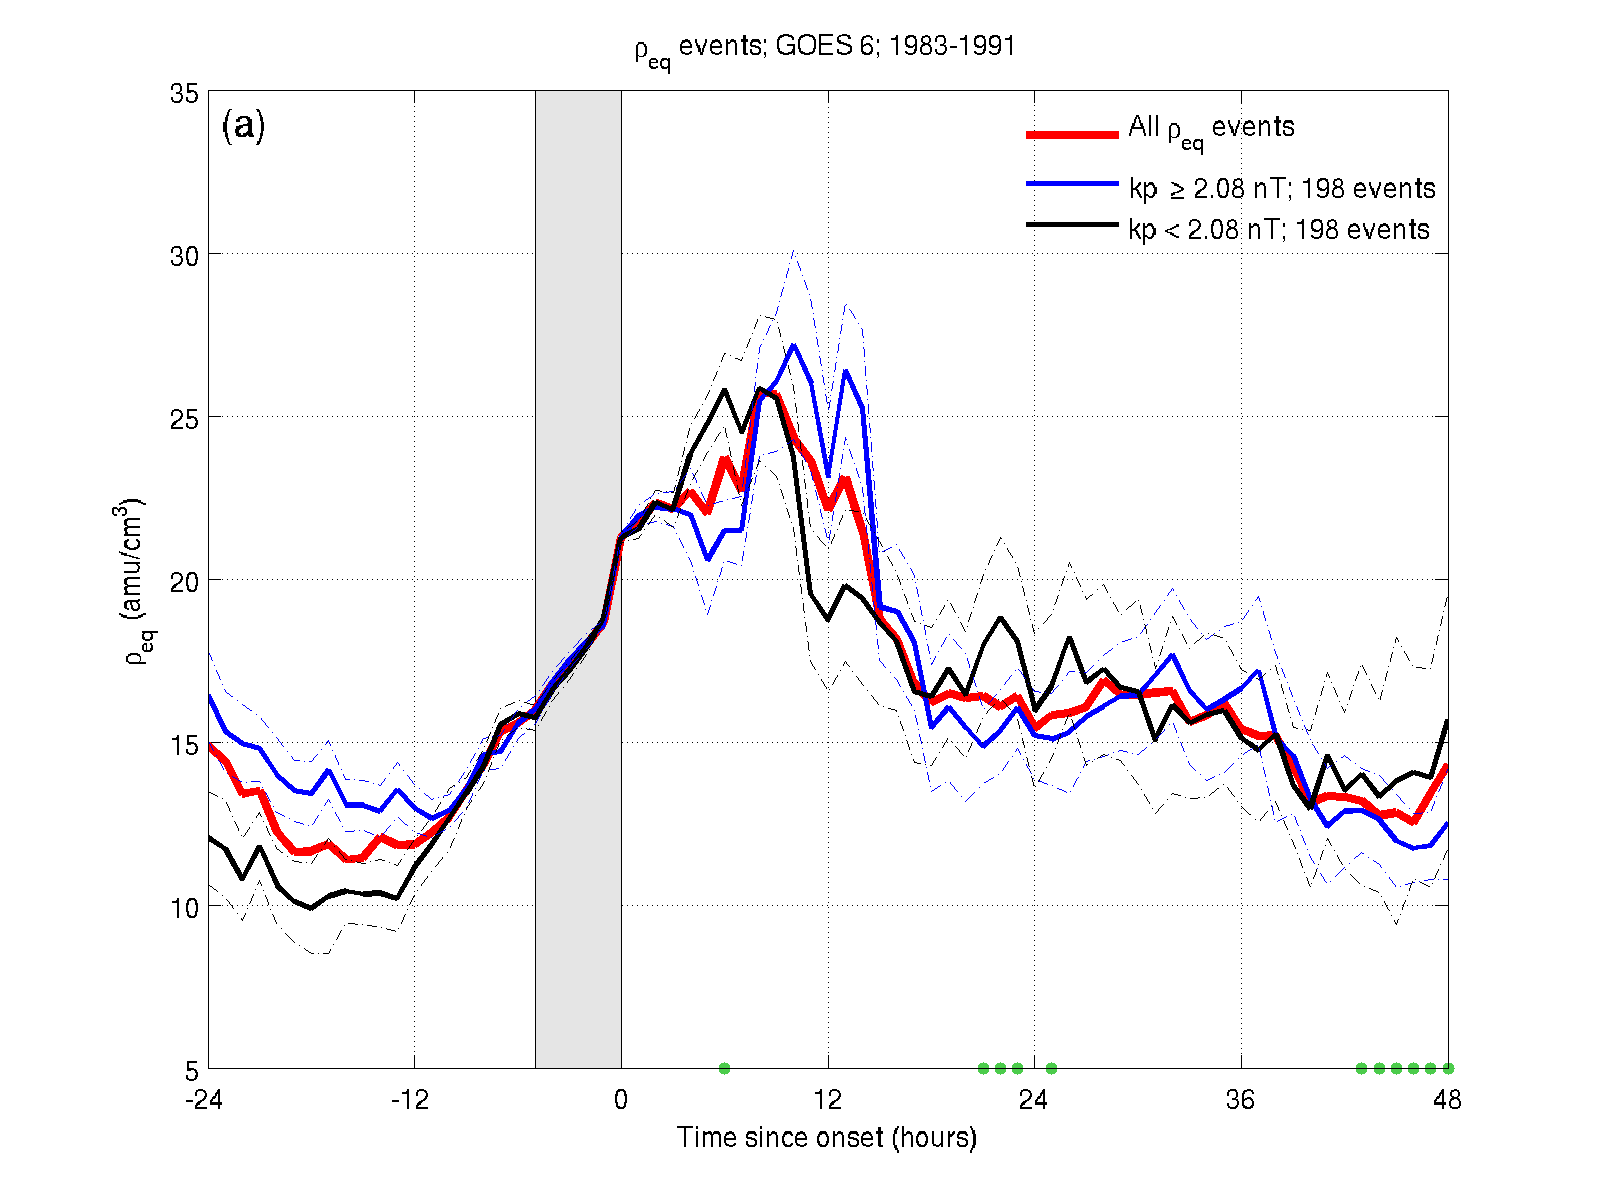 ρeq events; GOES 6; 1983-1991
(a)
All ρeq events
kp ≥ 2.08 nT; 198 events
kp < 2.08 nT; 198 events
35
30
25
20
15
10
5
ρeq (amu/cm³)
-24 -12 0 12 24 36 48
Time since onset (hours)